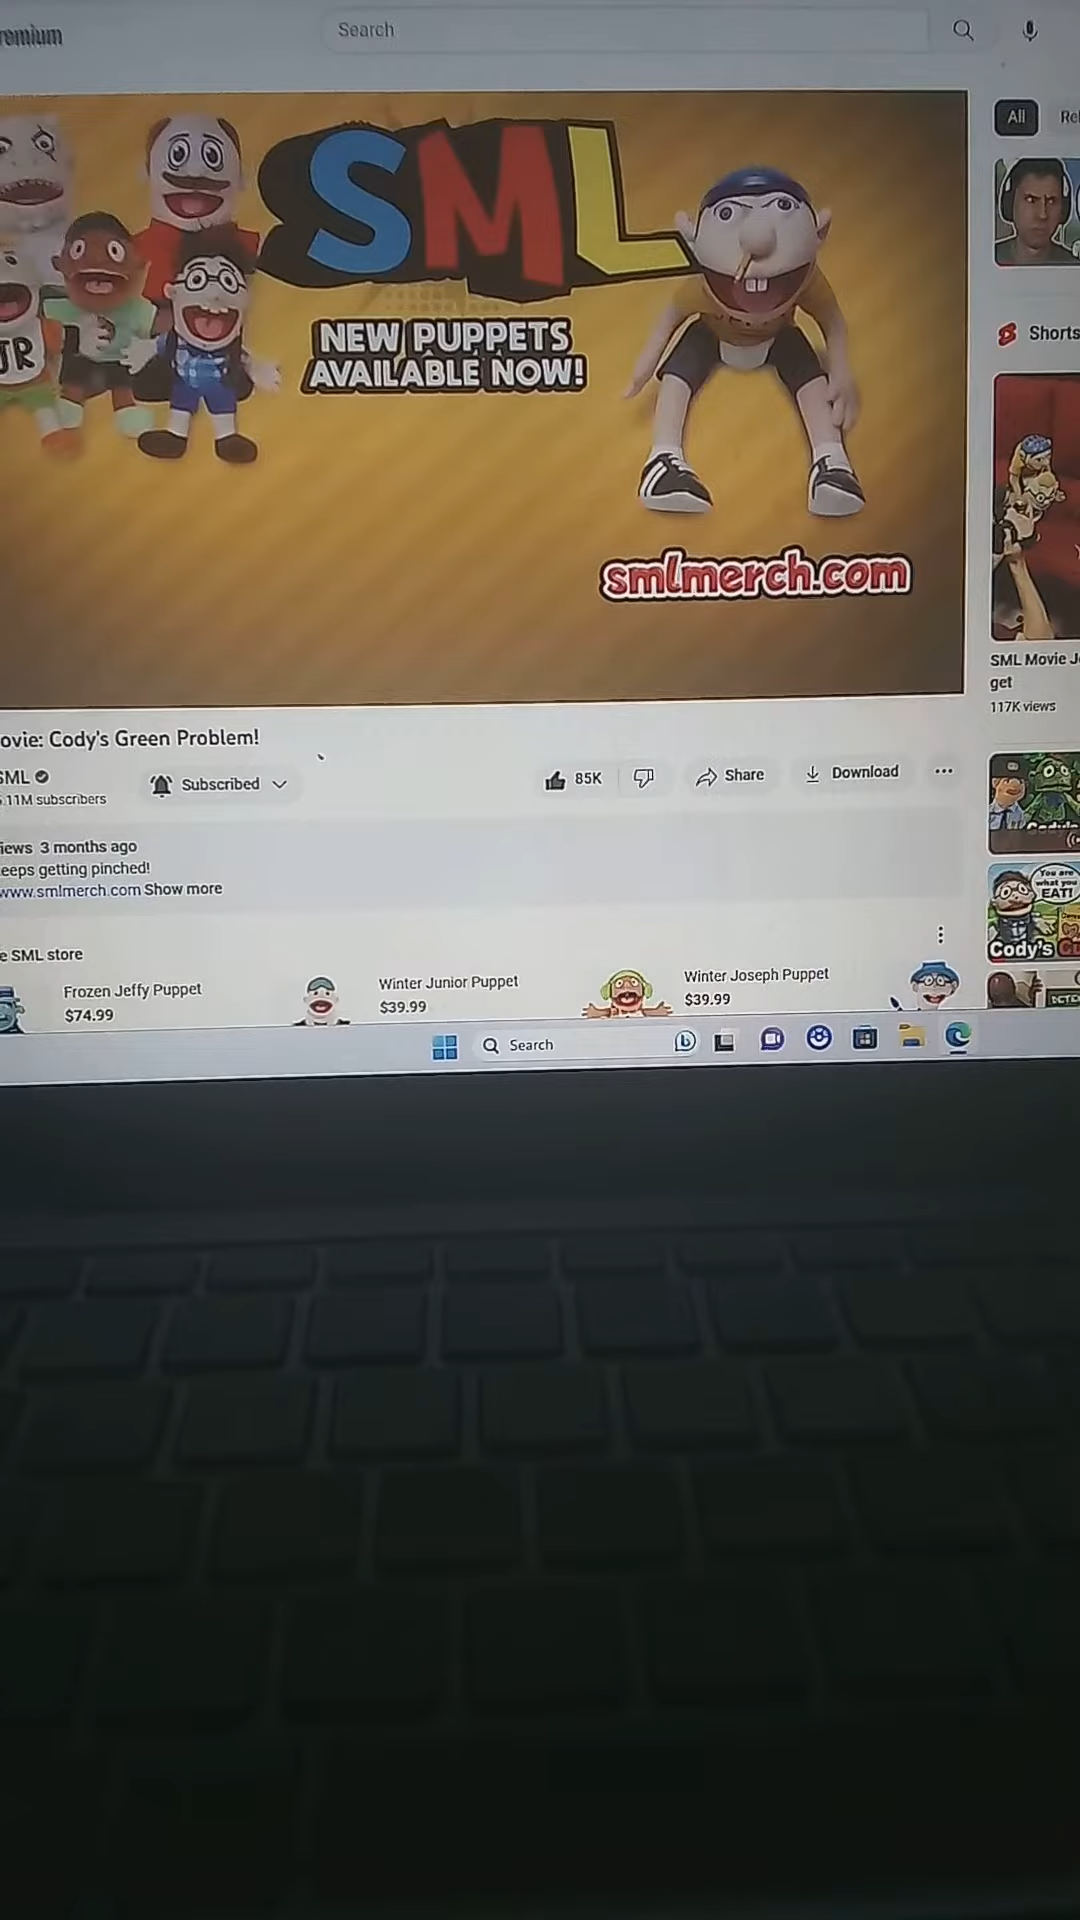 remium
Search
SML
NEW PUPPETS
AVAILABLE NOW!
JR
smlmerch.com
All
Rel
Shorts
SML Movie J
get
117K views
ovie: Cody's Green Problem!
SML
.11M subscribers
Subscribed
85K
Share
Download
iews 3 months ago
eeps getting pinched!
www.smlmerch.com Show more
You are
what you
EAT!
Cody's
e SML store
Frozen Jeffy Puppet
$74.99
Winter Junior Puppet
$39.99
Winter Joseph Puppet
$39.99
Search